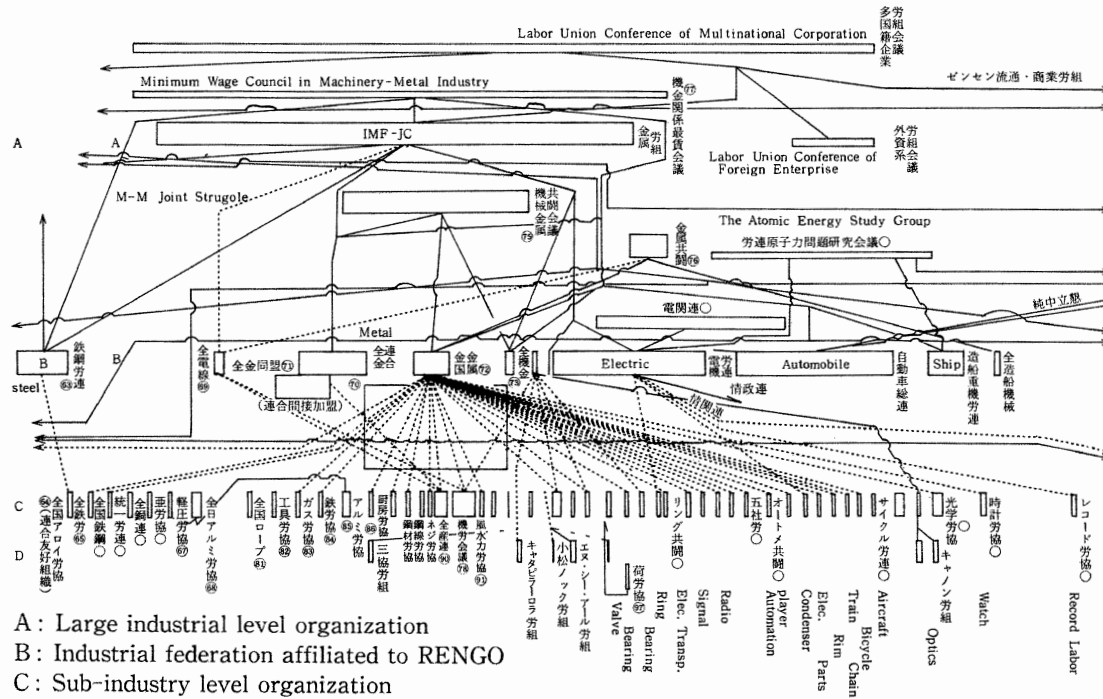 Labor Union Conference of Multinational Corporation
多国籍企業
労組会議
Minimum Wage Council in Machinery-Metal Industry
機金関係最賃会議㊆
ゼンセン流通・商業労組
A
A
IMF-JC
金属
労組
外資系
労組会議
Labor Union Conference of
Foreign Enterprise
M-M Joint Strugole
機械金属
共闘会議
㊄
The Atomic Energy Study Group
労連原子力問題研究会議○
金属共闘㊅
電関連○
純中立懇
Metal
B
鉄鋼労連
B
全電線
全金同盟
全金
連合
全国金属
全機金
Electric
電機
労連
Automobile
自動車総連
Ship
造船重機労連
全造船機械
steel
(連合間接加盟)
情政連
情関連
C
(連合友好組織)
全国アロイ労協
全鉄労協
全国鉄鋼○
統一労連○
全鍛連○
亜労協○
軽圧労協
全日アルミ労協
全国ロープ
工具労協
ガス労協
鉄労協
アルミ労協
厨房労協
鋼材労協
鋼線労協
ネジ労協
全産連
機労会議
風水力労協
リング共闘○
五社労○
オートメ共闘○
サイクル労連○
光学労協○
時計労協○
レコード労協○
D
三協労組
キャタピラー
労組
小松ノック労組
エヌ・シー・アール労組
荷労協
キャノン労組
Valve
Bearing
Bearing
Ring
Elec. Transp.
Signal
Radio
Automation
player
Condenser
Elec. Parts
Train Rim
Bicycle Chain
Aircraft
Optics
Watch
Record Labor
A: Large industrial level organization
B: Industrial federation affiliated to RENGO
C: Sub-industry level organization